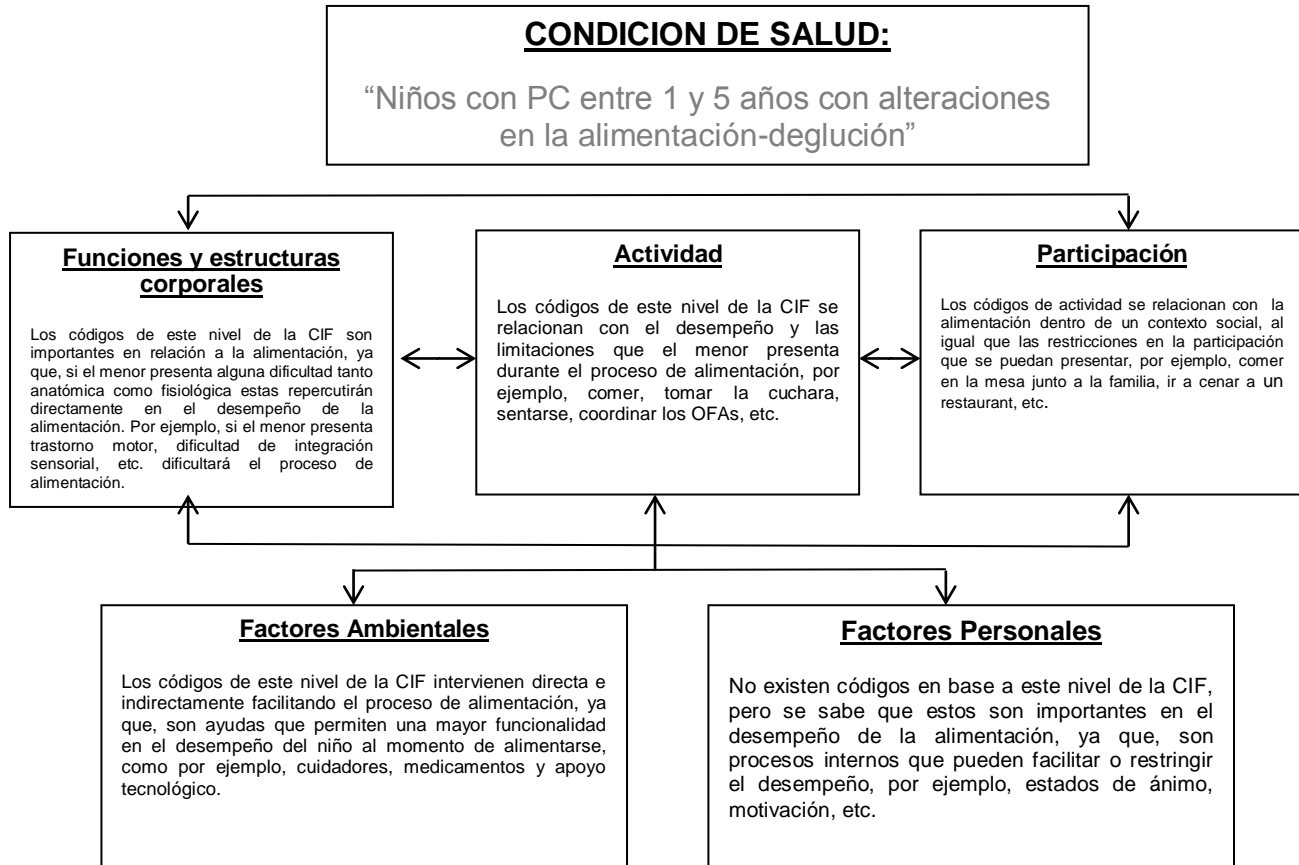 CONDICION DE SALUD:
“Niños con PC entre 1 y 5 años con alteraciones
en la alimentación-deglución”
Funciones y estructuras
corporales
Los códigos de este nivel de la CIF son
importantes en relación a la alimentación, ya
que, si el menor presenta alguna dificultad tanto
anatómica como fisiológica estas repercutirán
directamente en el desempeño de la
alimentación. Por ejemplo, si el menor presenta
trastorno motor, dificultad de integración
sensorial, etc. dificultará el proceso de
alimentación.
Actividad
Los códigos de este nivel de la CIF se
relacionan con el desempeño y las
limitaciones que el menor presenta
durante el proceso de alimentación, por
ejemplo, comer, tomar la cuchara,
sentarse, coordinar los OFAs, etc.
Participación
Los códigos de actividad se relacionan con la
alimentación dentro de un contexto social, al
igual que las restricciones en la participación
que se puedan presentar, por ejemplo, comer
en la mesa junto a la familia, ir a cenar a un
restaurant, etc.
Factores Ambientales
Los códigos de este nivel de la CIF intervienen directa e
indirectamente facilitando el proceso de alimentación, ya
que, son ayudas que permiten una mayor funcionalidad
en el desempeño del niño al momento de alimentarse,
como por ejemplo, cuidadores, medicamentos y apoyo
tecnológico.
Factores Personales
No existen códigos en base a este nivel de la CIF,
pero se sabe que estos son importantes en el
desempeño de la alimentación, ya que, son
procesos internos que pueden facilitar o restringir
el desempeño, por ejemplo, estados de ánimo,
motivación, etc.